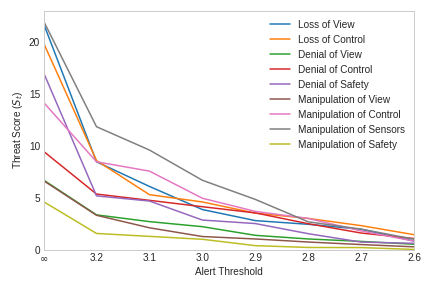 Threat Score (S_t)
20
15
10
5
0
Loss of View
Loss of Control
Denial of View
Denial of Control
Denial of Safety
Manipulation of View
Manipulation of Control
Manipulation of Sensors
Manipulation of Safety
∞ 3.2 3.1 3.0 2.9 2.8 2.7 2.6
Alert Threshold